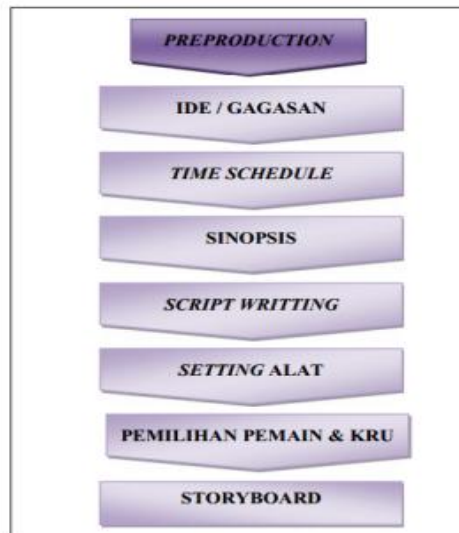 PREPRODUCTION
IDE / GAGASAN
TIME SCHEDULE
SINOPSIS
SCRIPT WRITTING
SETTING ALAT
PEMILIHAN PEMAIN & KRU
STORYBOARD